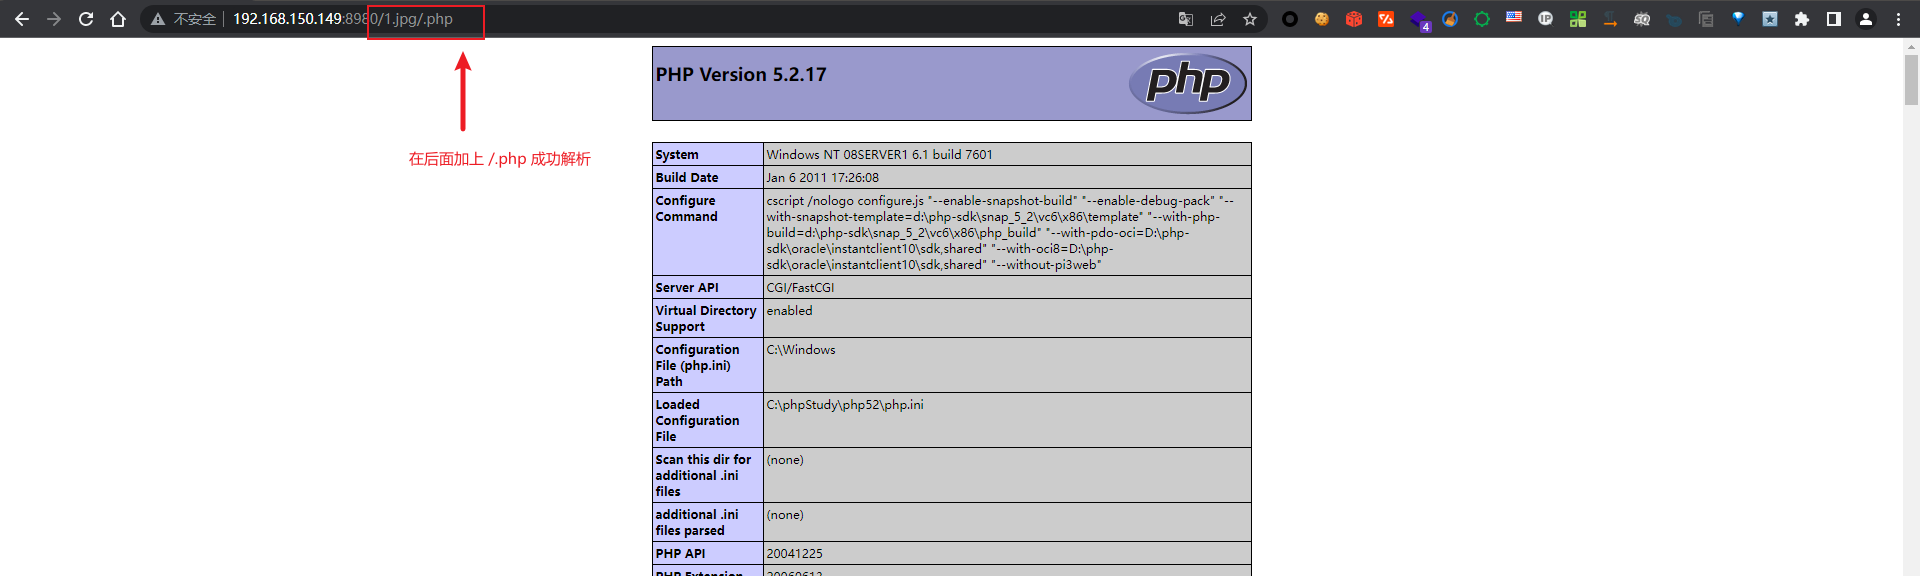 不安全 192.168.150.149:8980/1.jpg/.php
4
IP
SQ
在后面加上 /.php 成功解析
PHP Version 5.2.17
php
System Windows NT 08SERVER1 6.1 build 7601
Build Date Jan 6 2011 17:26:08
Configure
Command
cscript /nologo configure.js "--enable-snapshot-build" "--enable-debug-pack" "--
with-snapshot-template=d:\php-sdk\snap_5_2\vc6\x86\template" "--with-php-
build=d:\php-sdk\snap_5_2\vc6\x86\php_build" "--with-pdo-oci=D:\php-
sdk\oracle\instantclient10\sdk,shared" "--with-oci8=D:\php-
sdk\oracle\instantclient10\sdk,shared" "--without-pi3web"
Server API CGI/FastCGI
Virtual Directory
Support
enabled
Configuration
File (php.ini)
Path
C:\Windows
Loaded
Configuration
File
C:\phpStudy\php52\php.ini
Scan this dir for
additional .ini
files
(none)
additional .ini
files parsed
(none)
PHP API 20041225
PHP Extension 20060613